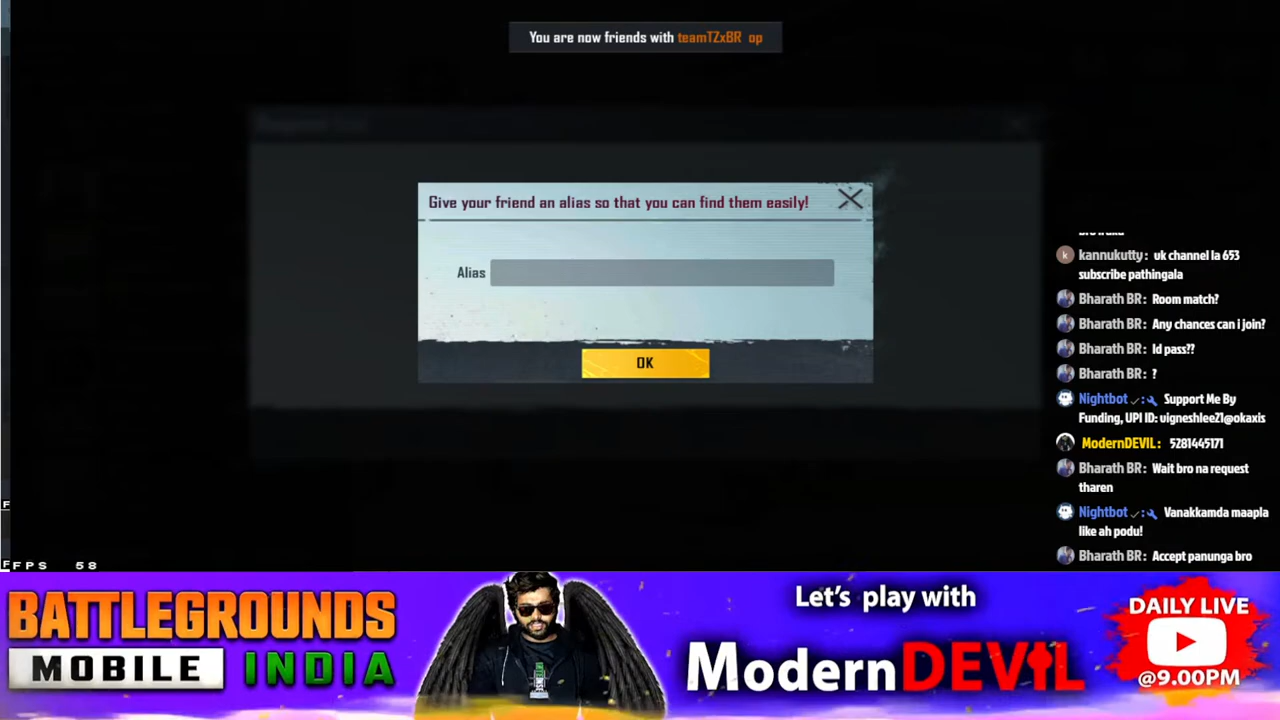 You are now friends with teamTZxBR op
Give your friend an alias so that you can find them easily!
Alias
OK
kannukutty: uk channel la 653
subscribe pathingala
Bharath BR: Room match?
Bharath BR: Any chances can i join?
Bharath BR: Id pass??
Bharath BR: ?
Nightbot: Support Me By
Funding, UPI ID: vigneshlee21@okaxis
ModernDEVIL: 5281445171
Bharath BR: Wait bro na request
tharen
Nightbot: Vanakkamda maapla
like ah podu!
Bharath BR: Accept panunga bro
FPS 58
BATTLEGROUNDS
MOBILE INDIA
Let's play with
ModernDEVIL
DAILY LIVE
@9.00PM